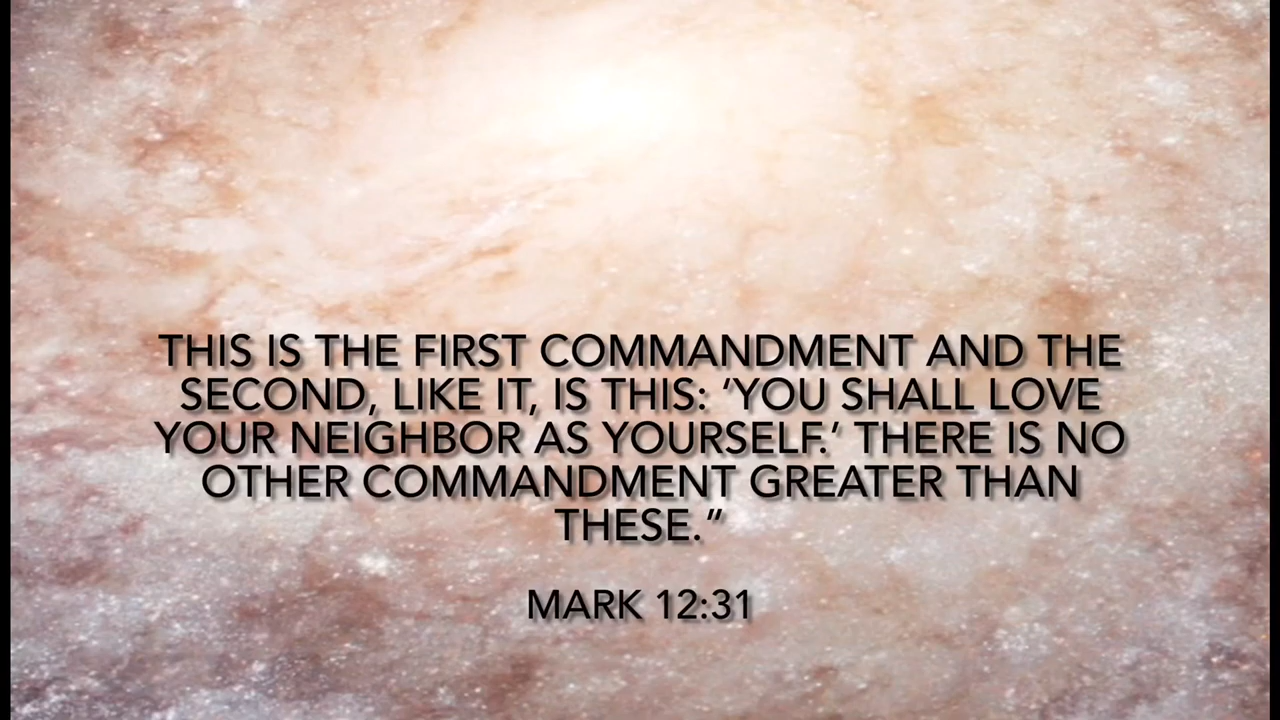 THIS IS THE FIRST COMMANDMENT AND THE
SECOND, LIKE IT, IS THIS: ‘YOU SHALL LOVE
YOUR NEIGHBOR AS YOURSELF.’ THERE IS NO
OTHER COMMANDMENT GREATER THAN
THESE.”
MARK 12:31